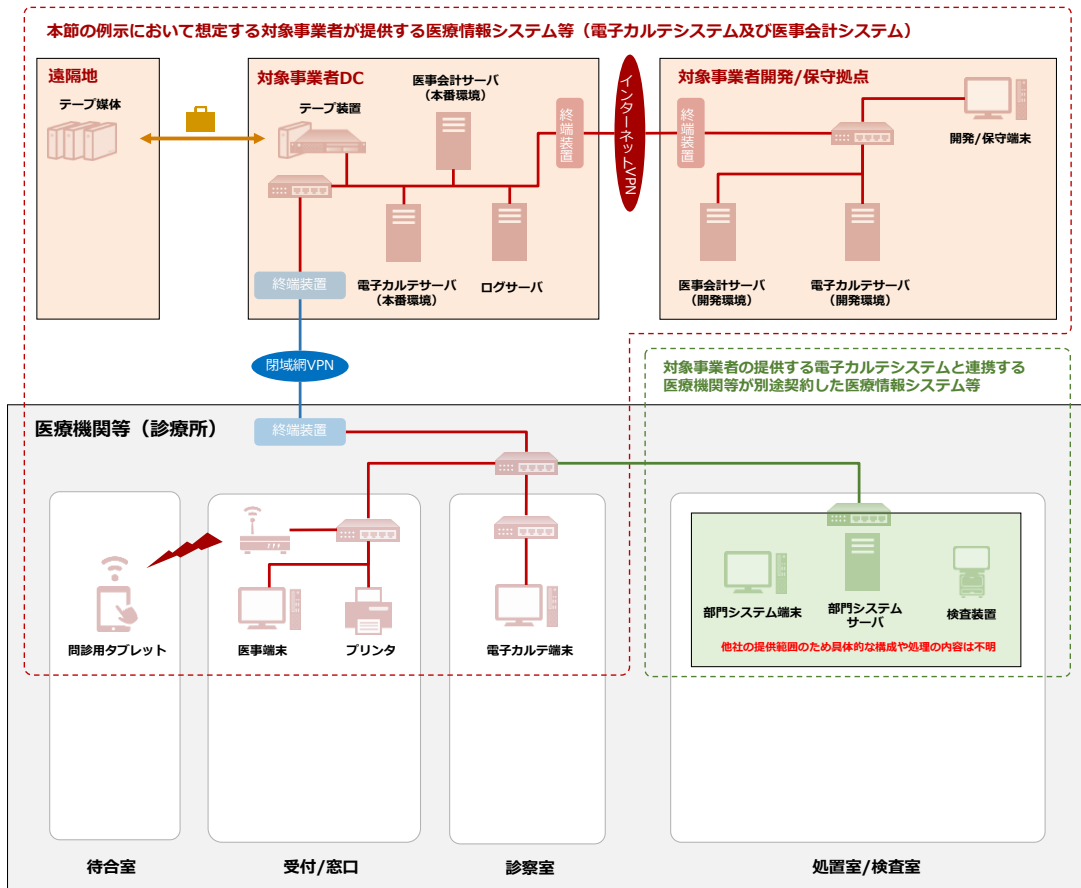 本節の例示において想定する対象事業者が提供する医療情報システム等（電子カルテシステム及び医事会計システム）
遠隔地
テープ媒体
対象事業者DC
テープ装置
医事会計サーバ
（本番環境）
終端装置
インターネットVPN
対象事業者開発/保守拠点
終端装置
開発/保守端末
終端装置
電子カルテサーバ
（本番環境）
ログサーバ
医事会計サーバ
（開発環境）
電子カルテサーバ
（開発環境）
閉域網VPN
対象事業者の提供する電子カルテシステムと連携する
医療機関等が別途契約した医療情報システム等
医療機関等（診療所）
終端装置
問診用タブレット
医事端末
プリンタ
電子カルテ端末
部門システム端末
部門システム
サーバ
検査装置
他社の提供範囲のため具体的な構成や処理の内容は不明
待合室
受付/窓口
診察室
処置室/検査室